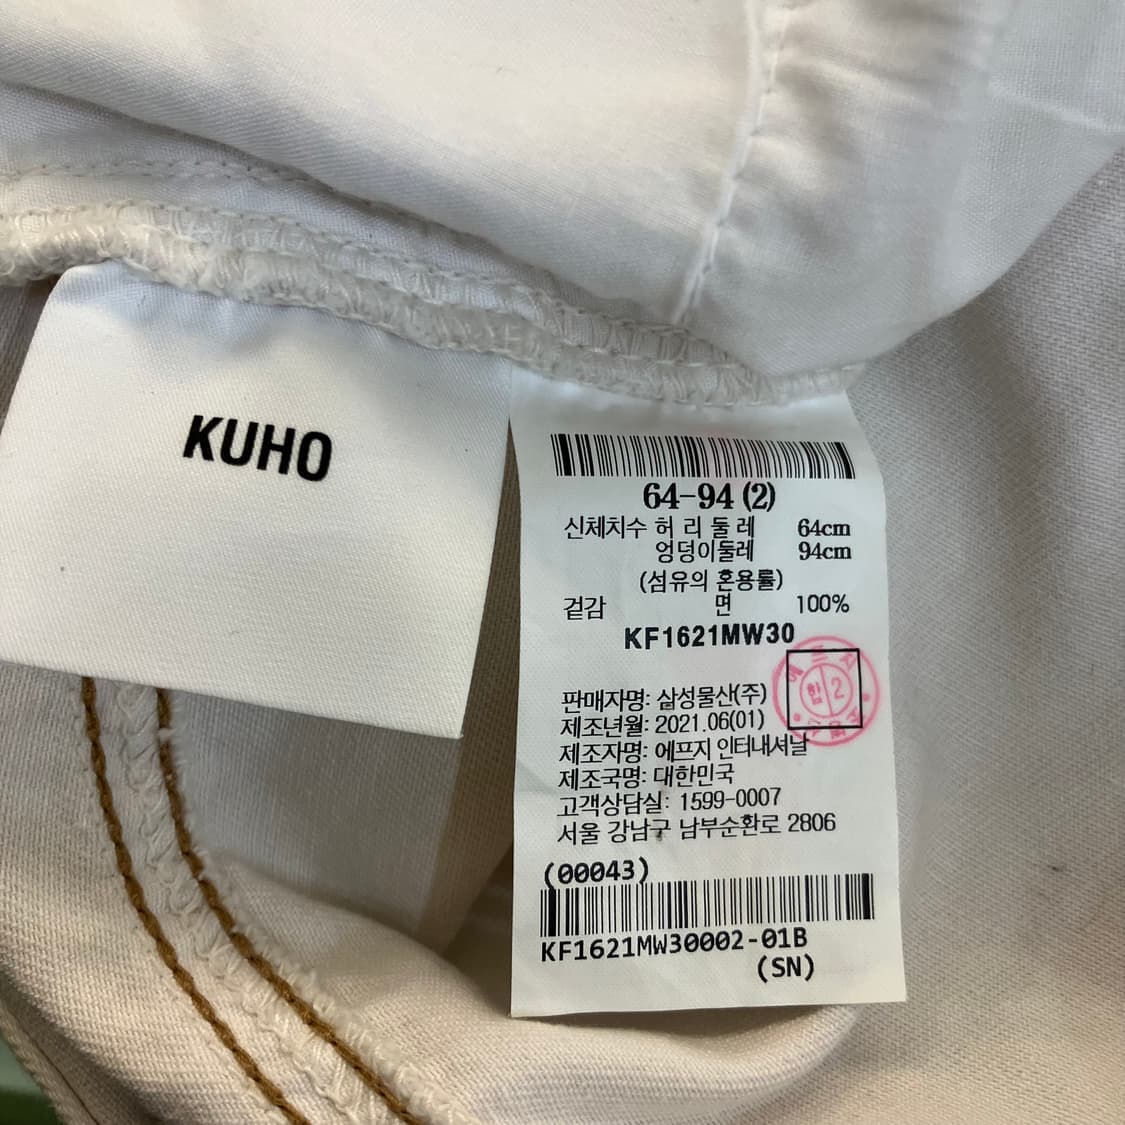 KUHO
64-94 (2)
신체치수 허 리 둘 레 64cm
엉덩이둘레 94cm
(섬유의 혼용률)
겉감 면 100%
KF1621MW30
합 2
판매자명: 삼성물산(주)
제조년월: 2021.06(01)
제조자명: 에프지 인터내셔날
제조국명: 대한민국
고객상담실: 1599-0007
서울 강남구 남부순환로 2806
(00043)
KF1621MW30002-01B
(SN)